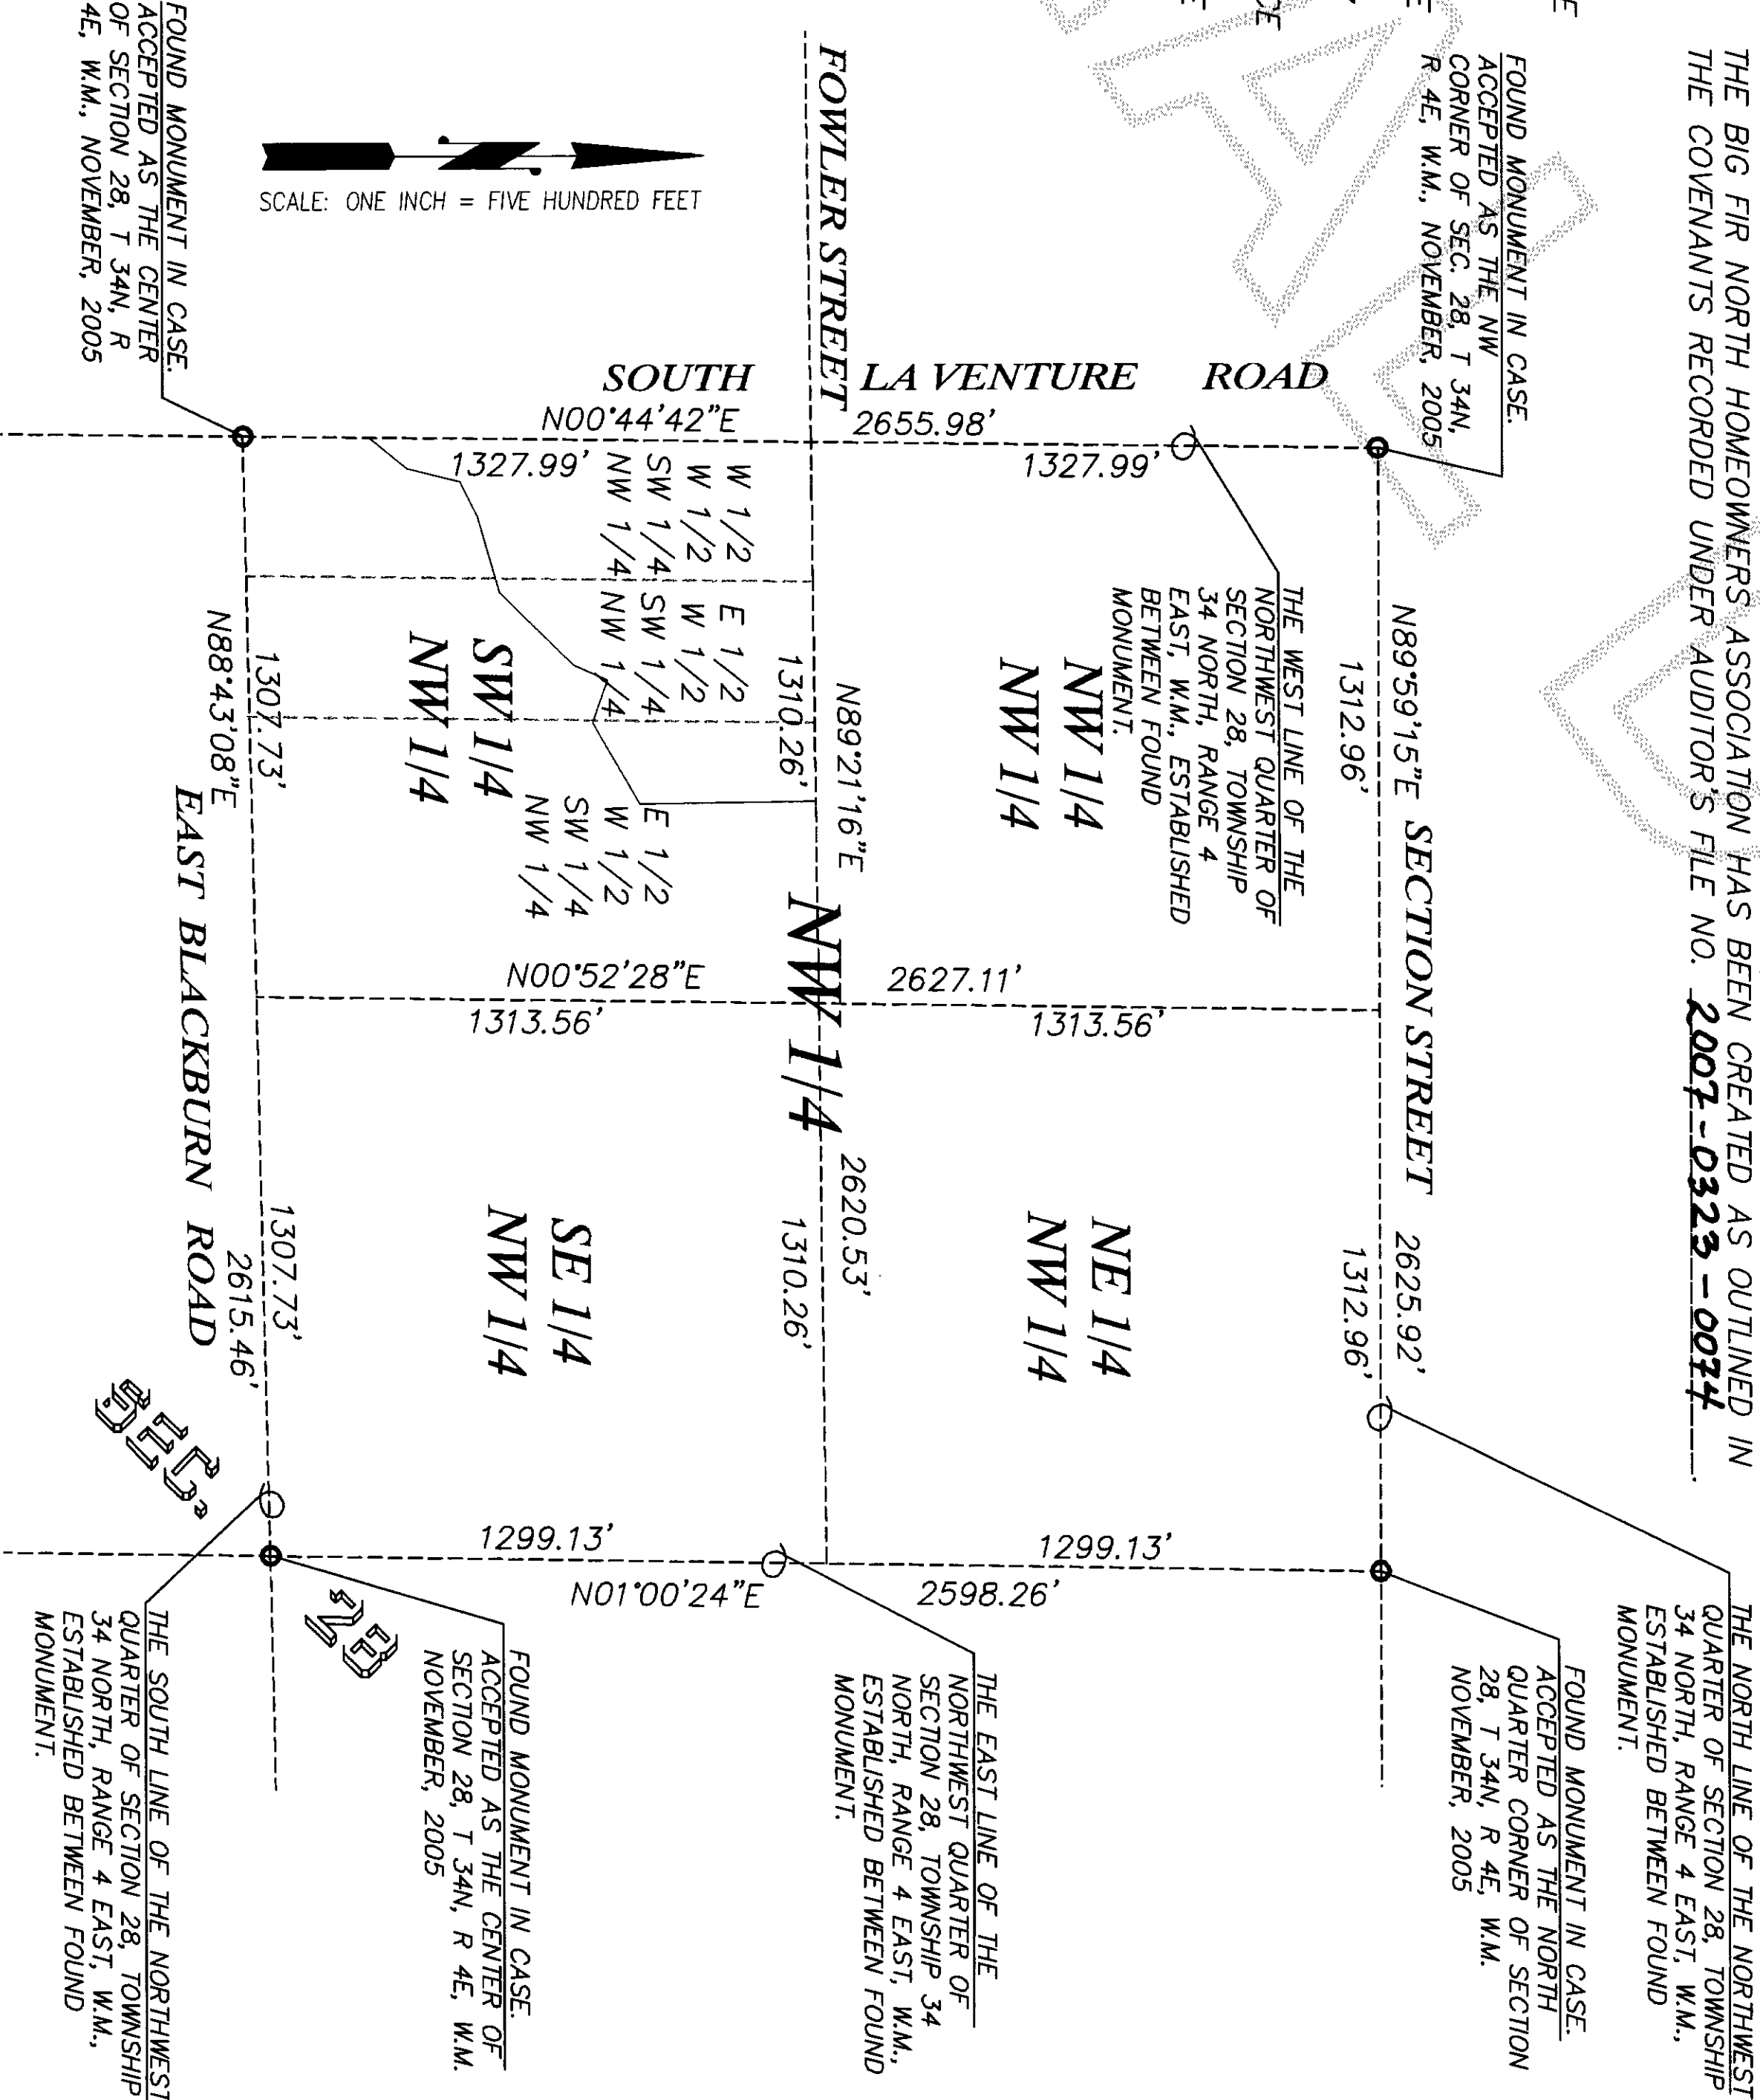 THE BIG FIR NORTH HOMEOWNERS ASSOCIATION HAS BEEN CREATED AS OUTLINED IN
THE COVENANTS RECORDED UNDER AUDITOR'S FILE NO. 2007-0323-0074.
FOUND MONUMENT IN CASE.
ACCEPTED AS THE NW
CORNER OF SEC. 28, T 34N,
R 4E, W.M., NOVEMBER, 2005
THE NORTH LINE OF THE NORTHWEST
QUARTER OF SECTION 28, TOWNSHIP
34 NORTH, RANGE 4 EAST, W.M.,
ESTABLISHED BETWEEN FOUND
MONUMENT.
FOUND MONUMENT IN CASE.
ACCEPTED AS THE NORTH
QUARTER CORNER OF SECTION
28, T 34N, R 4E, W.M.
NOVEMBER, 2005
N89°59'15"E SECTION STREET 2625.92'
1312.96' 1312.96'
THE WEST LINE OF THE
NORTHWEST QUARTER OF
SECTION 28, TOWNSHIP
34 NORTH, RANGE 4
EAST, W.M., ESTABLISHED
BETWEEN FOUND
MONUMENT.
SOUTH LA VENTURE ROAD
N00°44'42"E 2655.98'
1327.99' 1327.99'
NW 1/4
NW 1/4
NE 1/4
NW 1/4
FOWLER STREET
N89°21'16"E 2620.53'
NW 1/4
1310.26' 1310.26'
N00°52'28"E 2627.11'
1313.56' 1313.56'
1299.13' 1299.13'
N01°00'24"E 2598.26'
THE EAST LINE OF THE
NORTHWEST QUARTER OF
SECTION 28, TOWNSHIP 34
NORTH, RANGE 4 EAST, W.M.,
ESTABLISHED BETWEEN FOUND
MONUMENT.
W 1/2
W 1/2
SW 1/4
NW 1/4
E 1/2
W 1/2
SW 1/4
NW 1/4
E 1/2
W 1/2
SW 1/4
NW 1/4
SW 1/4
NW 1/4
SE 1/4
NW 1/4
SCALE: ONE INCH = FIVE HUNDRED FEET
FOUND MONUMENT IN CASE.
ACCEPTED AS THE CENTER OF
SECTION 28, T 34N, R 4E, W.M.
NOVEMBER, 2005
1307.73' 1307.73'
N88°43'08"E 2615.46'
EAST BLACKBURN ROAD
SEC. 28
FOUND MONUMENT IN CASE.
ACCEPTED AS THE CENTER
OF SECTION 28, T 34N, R
4E, W.M., NOVEMBER, 2005
THE SOUTH LINE OF THE NORTHWEST
QUARTER OF SECTION 28, TOWNSHIP
34 NORTH, RANGE 4 EAST, W.M.,
ESTABLISHED BETWEEN FOUND
MONUMENT.